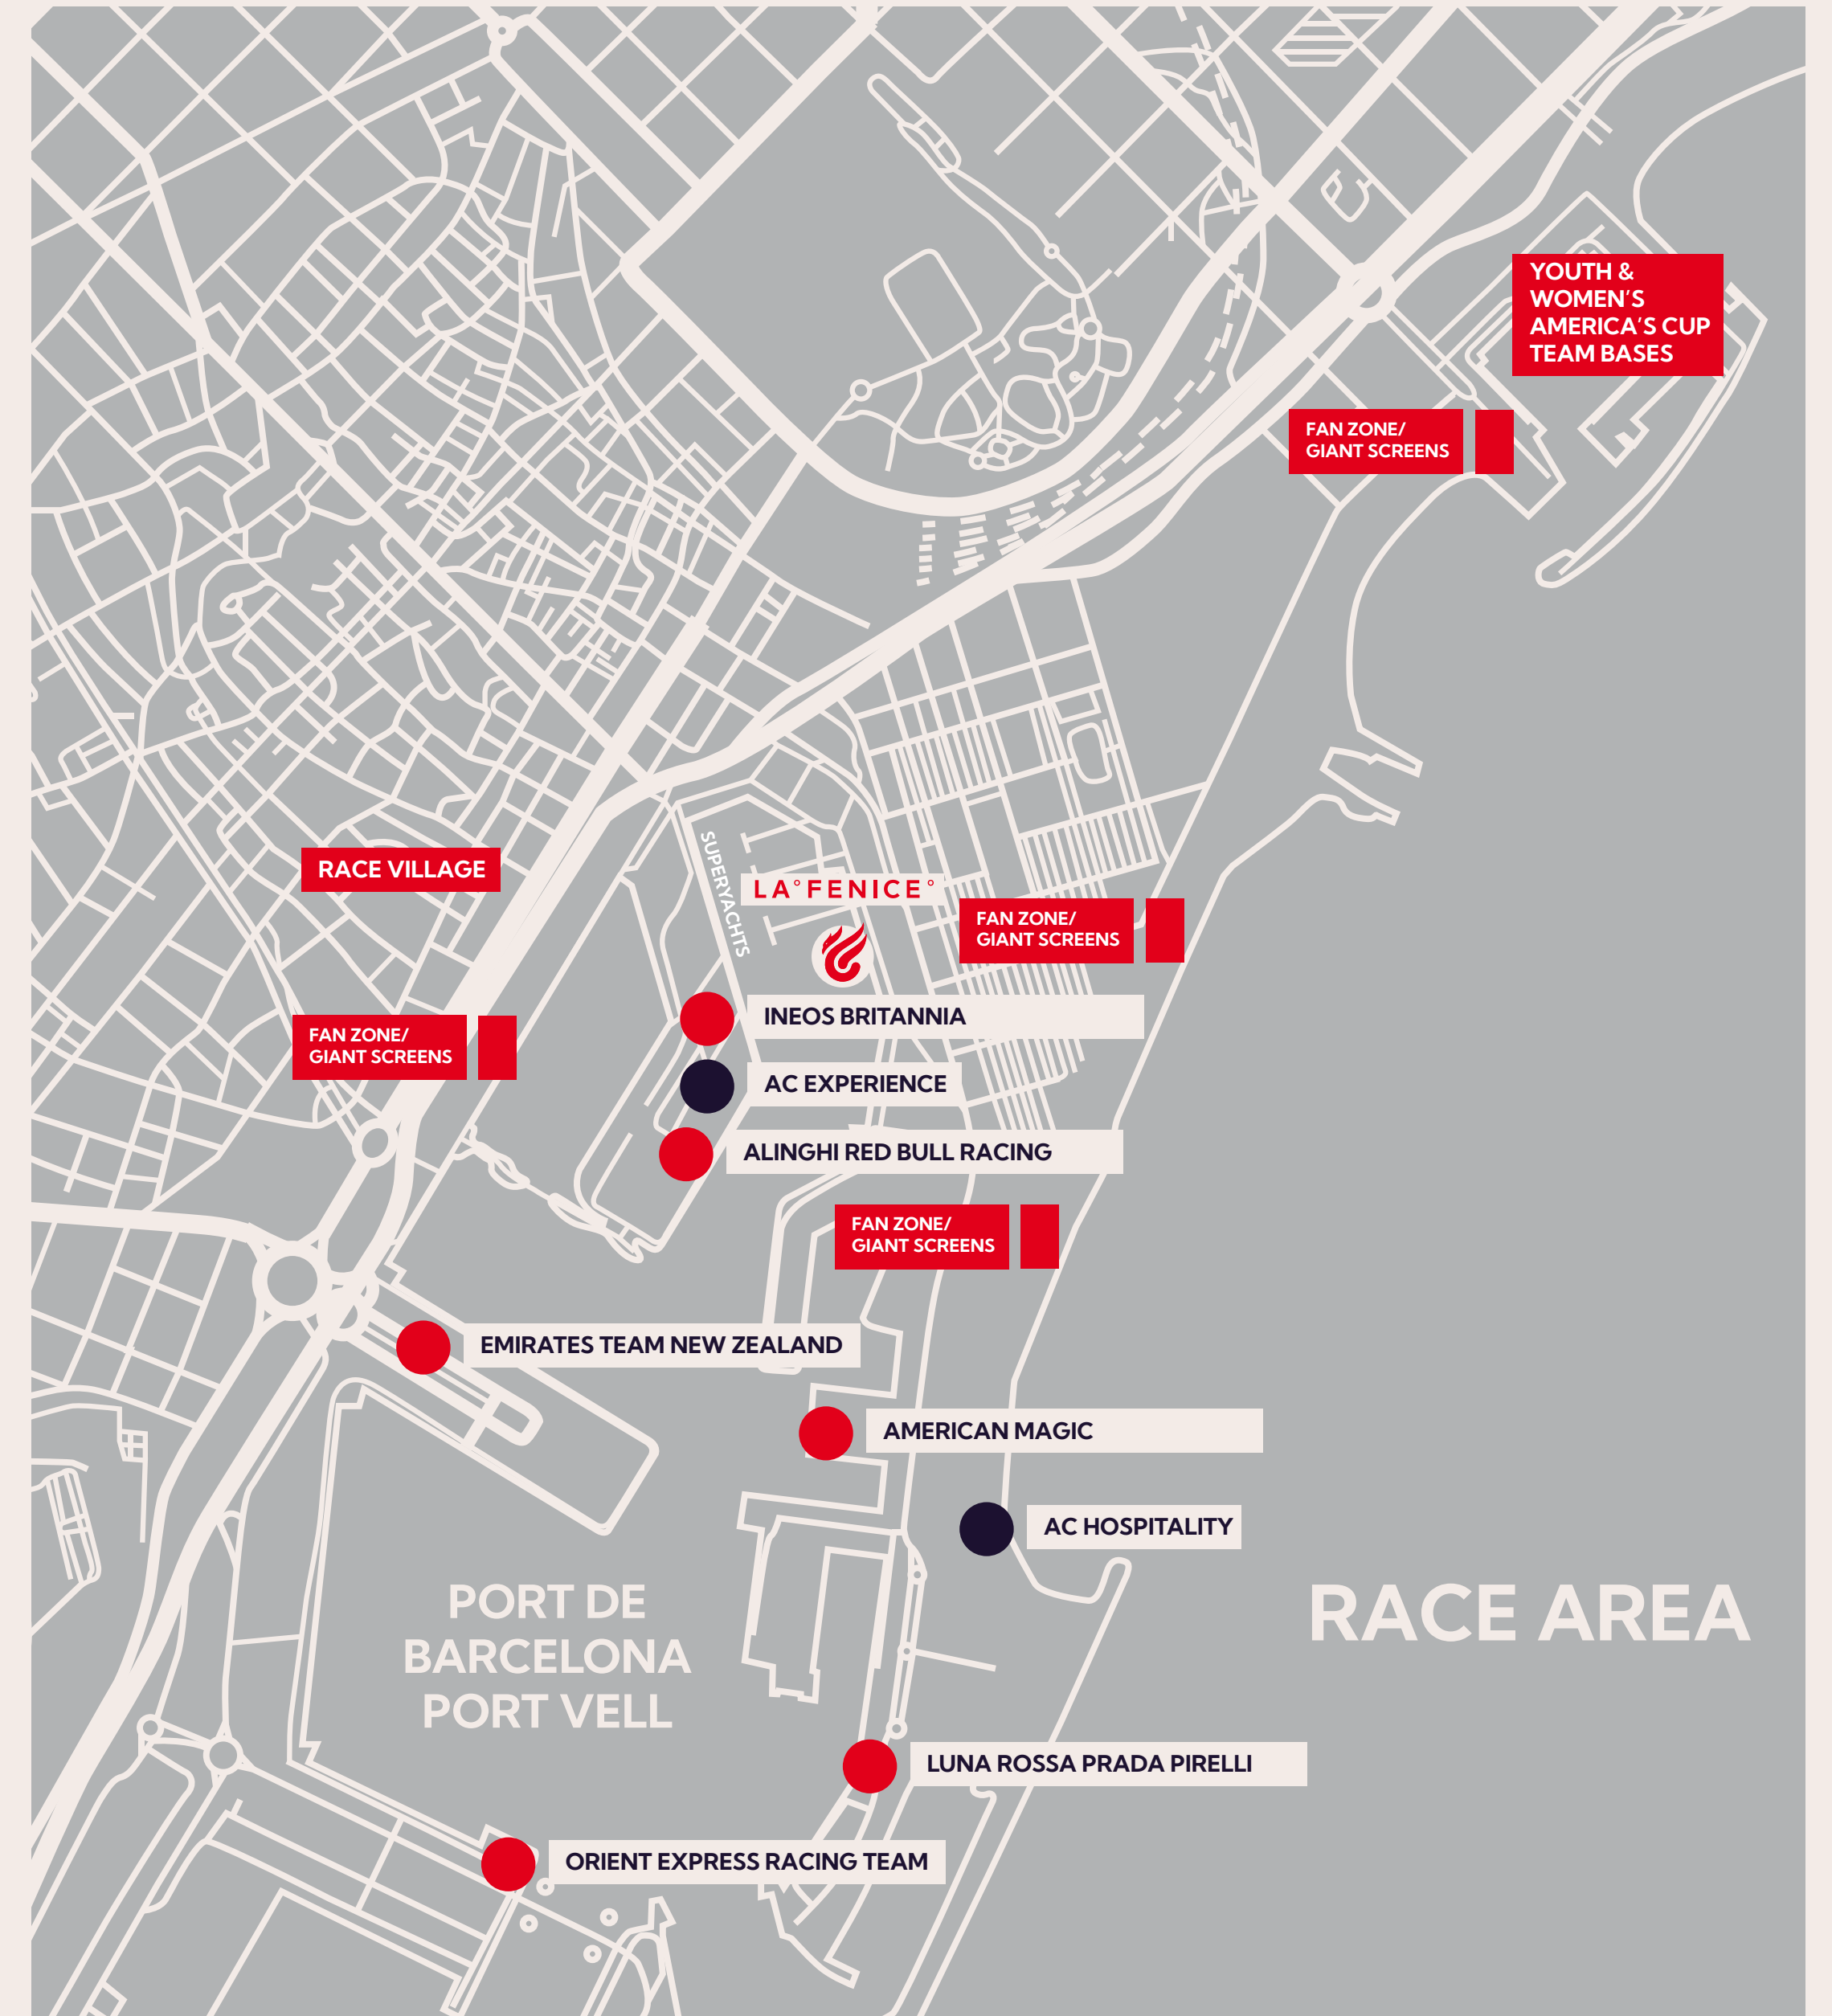 YOUTH &
WOMEN’S
AMERICA’S CUP
TEAM BASES
FAN ZONE/
GIANT SCREENS
RACE VILLAGE
SUPERYACHTS
LA°FENICE°
FAN ZONE/
GIANT SCREENS
INEOS BRITANNIA
FAN ZONE/
GIANT SCREENS
AC EXPERIENCE
ALINGHI RED BULL RACING
FAN ZONE/
GIANT SCREENS
EMIRATES TEAM NEW ZEALAND
AMERICAN MAGIC
AC HOSPITALITY
PORT DE
BARCELONA
PORT VELL
RACE AREA
LUNA ROSSA PRADA PIRELLI
ORIENT EXPRESS RACING TEAM